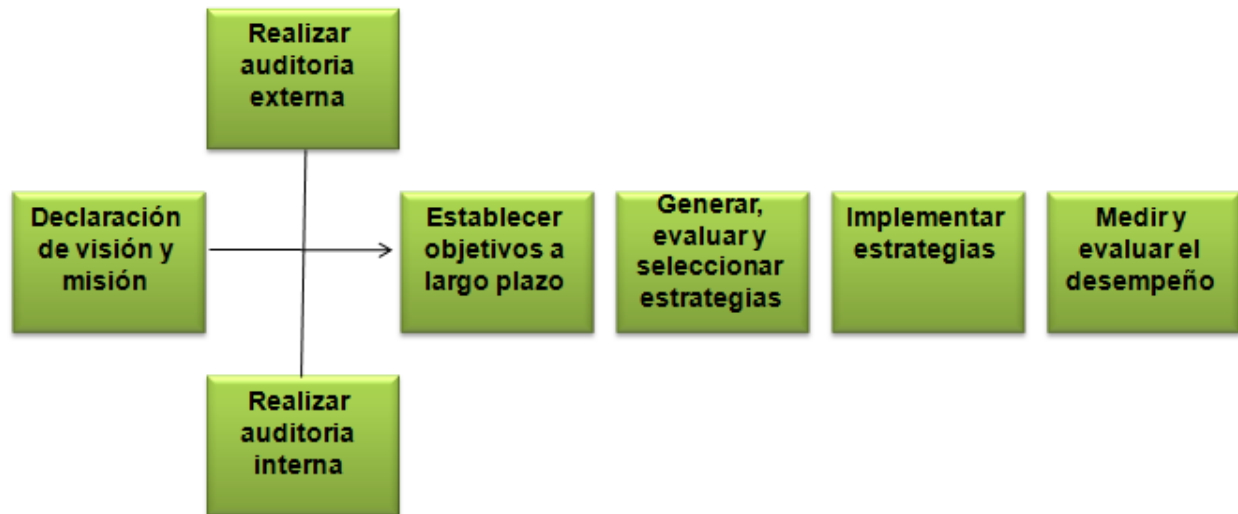 Realizar
auditoria
externa
Declaración
de visión y
misión
Establecer
objetivos a
largo plazo
Generar,
evaluar y
seleccionar
estrategias
Implementar
estrategias
Medir y
evaluar el
desempeño
Realizar
auditoria
interna